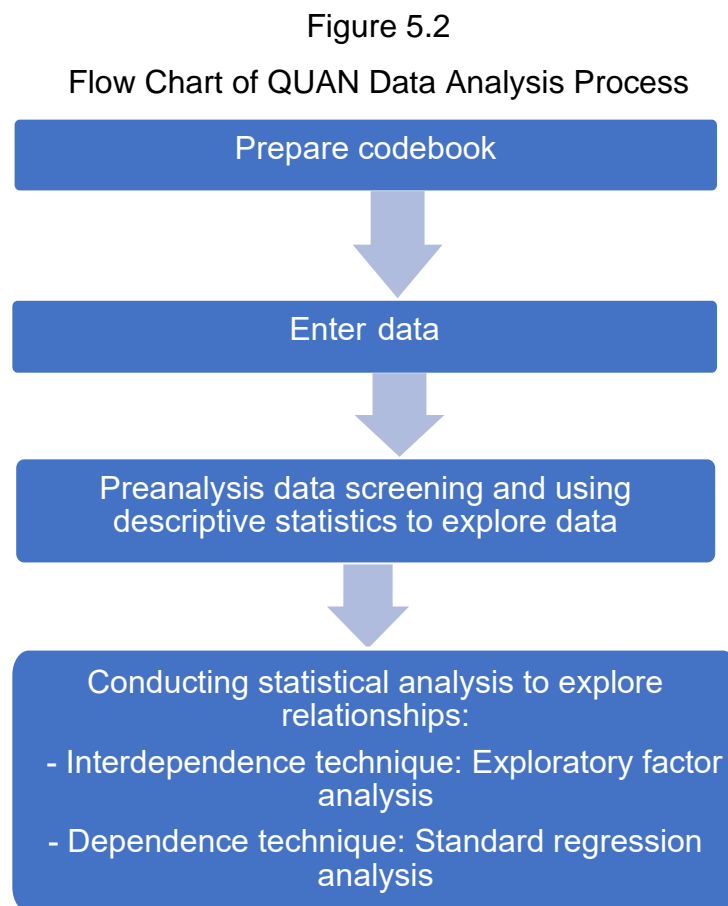 Figure 5.2
Flow Chart of QUAN Data Analysis Process
Prepare codebook
Enter data
Preanalysis data screening and using
descriptive statistics to explore data
Conducting statistical analysis to explore
relationships:
- Interdependence technique: Exploratory factor
analysis
- Dependence technique: Standard regression
analysis